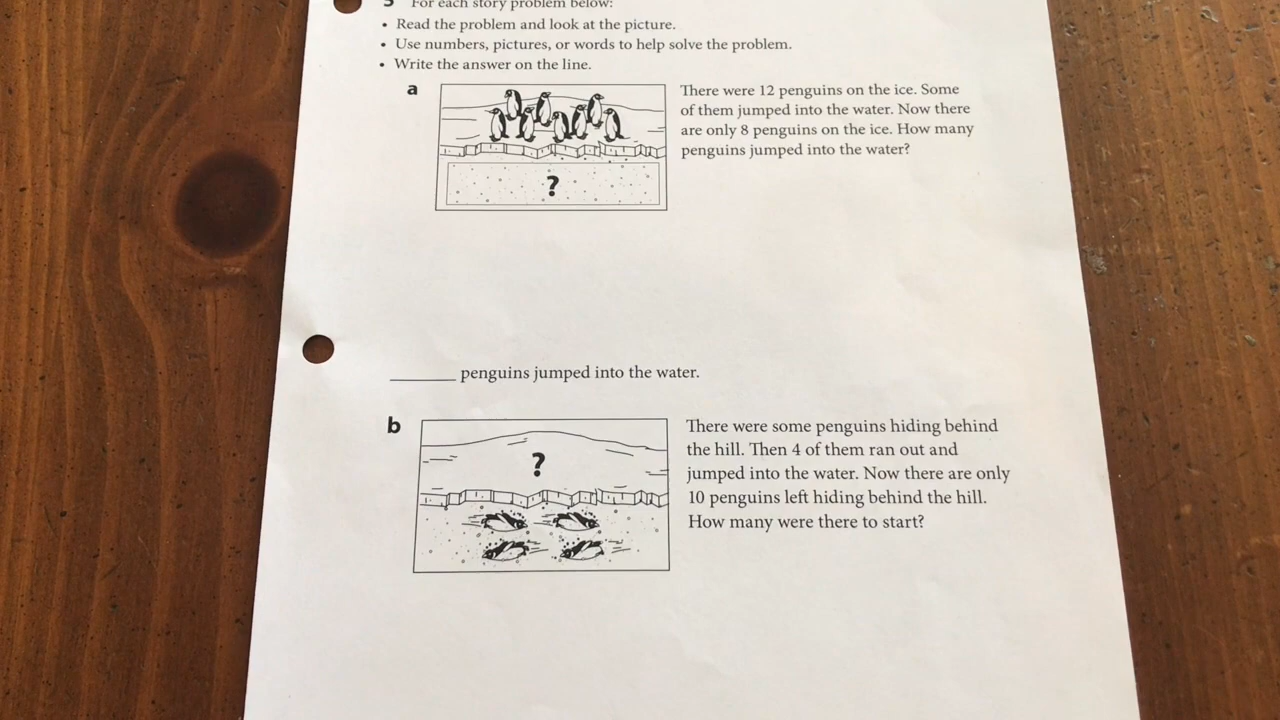 3 For each story problem below:
• Read the problem and look at the picture.
• Use numbers, pictures, or words to help solve the problem.
• Write the answer on the line.
a
There were 12 penguins on the ice. Some
of them jumped into the water. Now there
are only 8 penguins on the ice. How many
penguins jumped into the water?
?
______ penguins jumped into the water.
b
There were some penguins hiding behind
the hill. Then 4 of them ran out and
jumped into the water. Now there are only
10 penguins left hiding behind the hill.
How many were there to start?
?